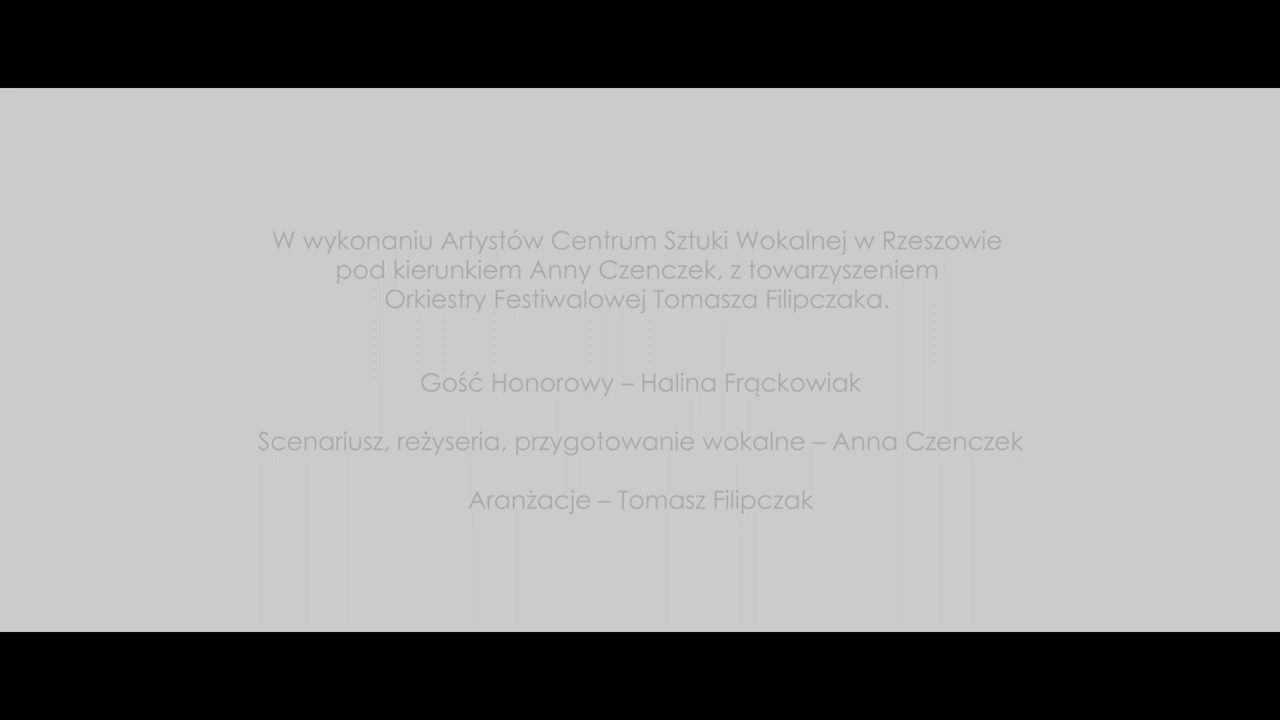 W wykonaniu Artystów Centrum Sztuki Wokalnej w Rzeszowie
pod kierunkiem Anny Czenczek, z towarzyszeniem
Orkiestry Festiwalowej Tomasza Filipczaka.
Gość Honorowy – Halina Frąckowiak
Scenariusz, reżyseria, przygotowanie wokalne – Anna Czenczek
Aranżacje – Tomasz Filipczak